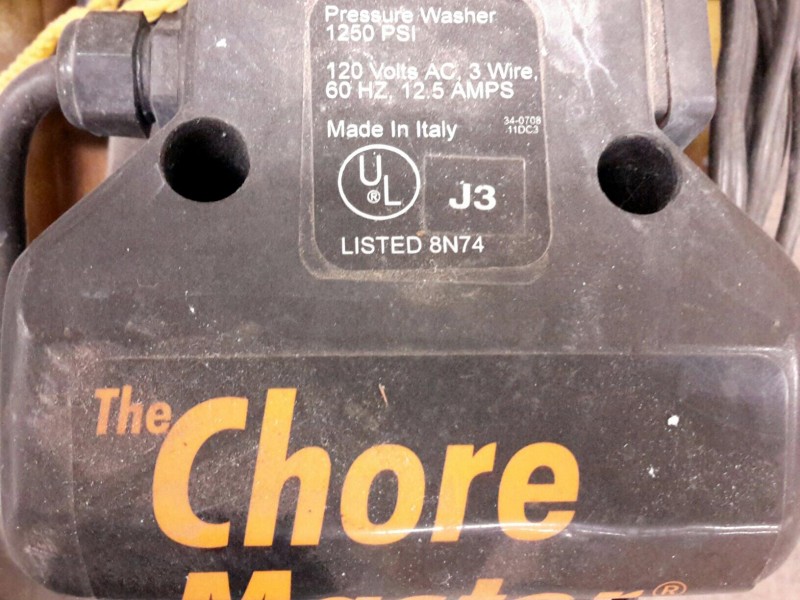 Pressure Washer
1250 PSI
120 Volts AC, 3 Wire,
60 HZ, 12.5 AMPS
Made In Italy
34-0708
11DC3
UL
®
J3
LISTED 8N74
The
Chore
Master®